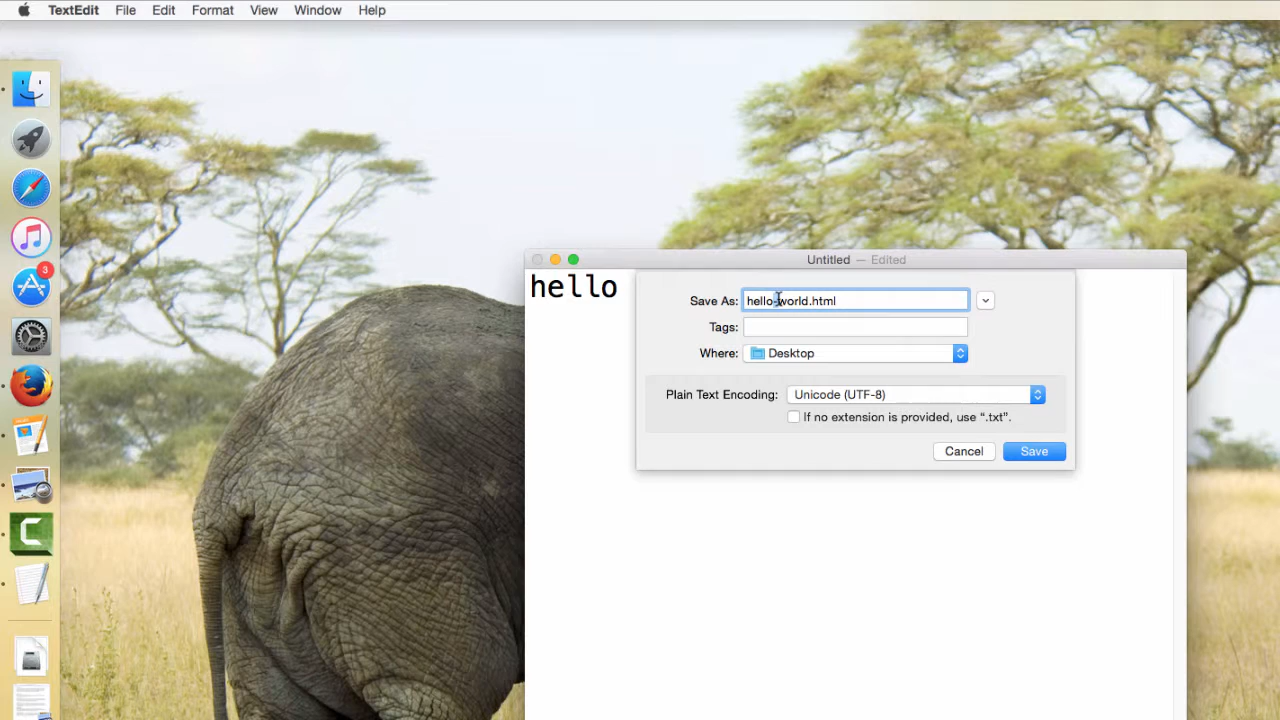 TextEdit File Edit Format View Window Help
3
Untitled — Edited
hello
Save As: hello-world.html
Tags:
Where: Desktop
Plain Text Encoding: Unicode (UTF-8)
If no extension is provided, use “.txt”.
Cancel Save